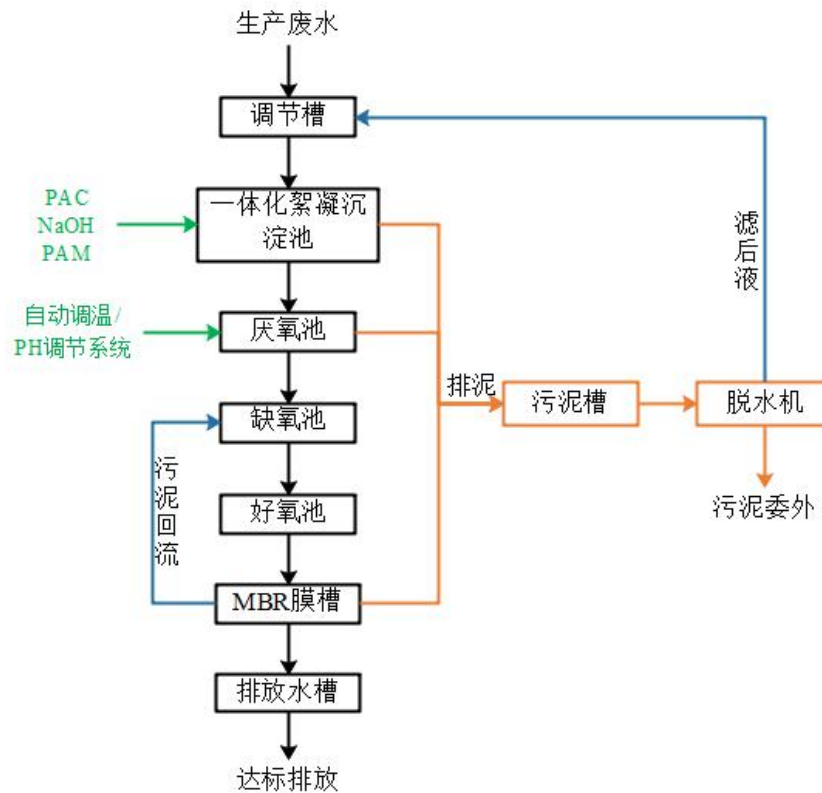 生产废水
调节槽
PAC
NaOH
PAM
一体化絮凝沉
淀池
滤后液
自动调温/
PH调节系统
厌氧池
排泥
污泥槽
脱水机
缺氧池
污泥回流
好氧池
污泥委外
MBR膜槽
排放水槽
达标排放